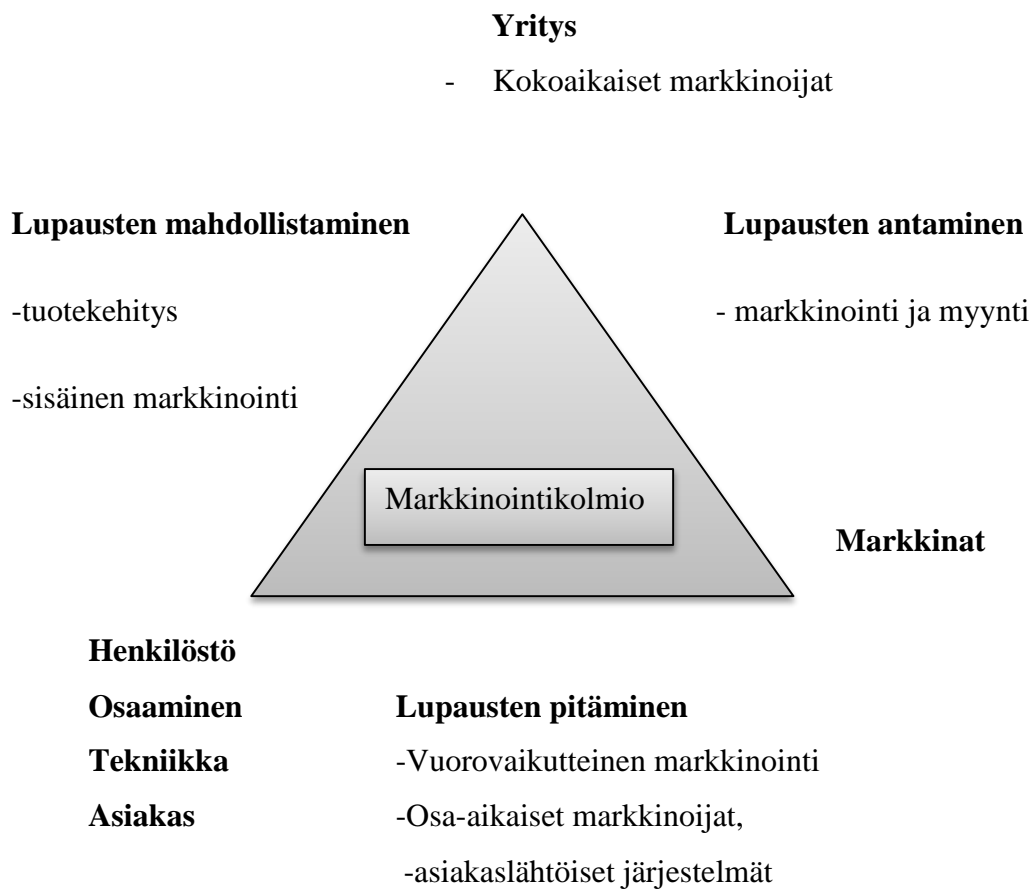 Yritys
- Kokoaikaiset markkinoijat
Lupausten mahdollistaminen
Lupausten antaminen
-tuotekehitys
- markkinointi ja myynti
-sisäinen markkinointi
Markkinointikolmio
Markkinat
Henkilöstö
Osaaminen
Lupausten pitäminen
Tekniikka
-Vuorovaikutteinen markkinointi
Asiakas
-Osa-aikaiset markkinoijat,
-asiakaslähtöiset järjestelmät